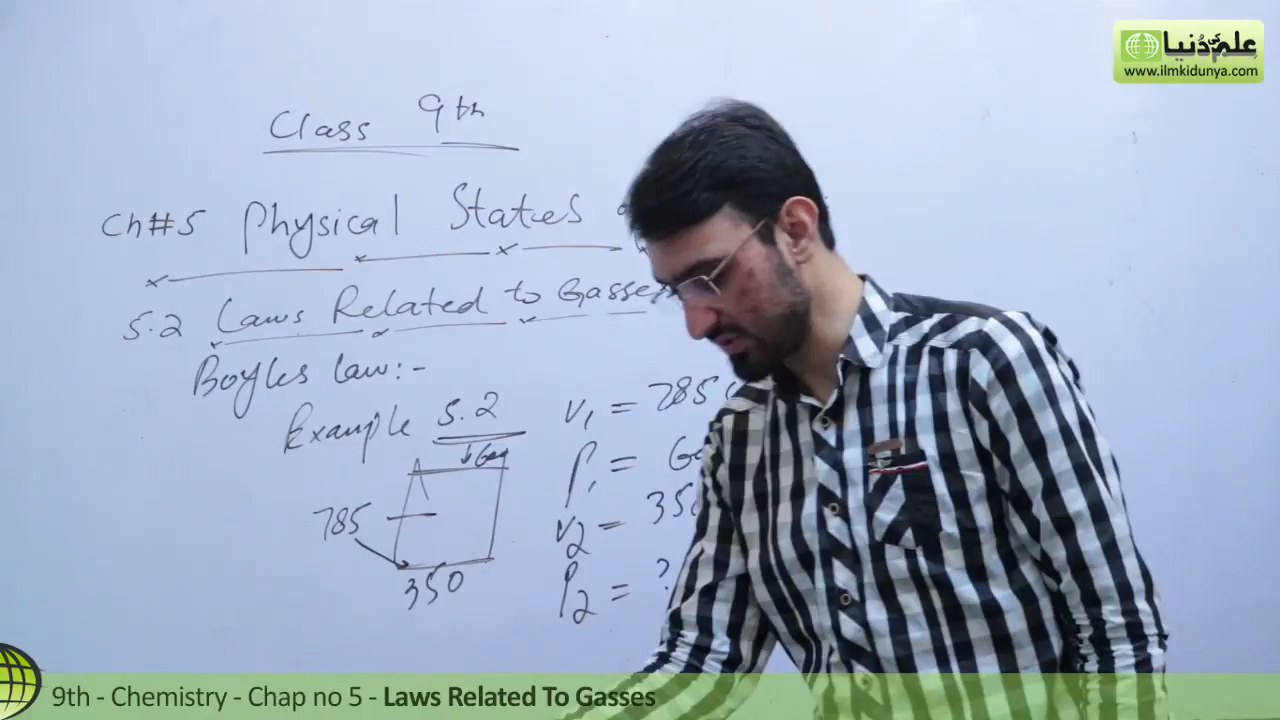 علم کی دُنیا
www.ilmkidunya.com
Class 9th
Ch#5 Physical States
5.2 Laws Related to Gasses
Boyles law:-
Example 5.2
V1 = 785
P1 = 60
V2 = 350
P2 = ?
785
350
9th - Chemistry - Chap no 5 - Laws Related To Gasses